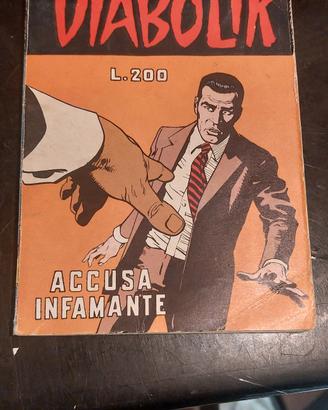 DIABOLIK
L.200
ACCUSA
INFAMANTE